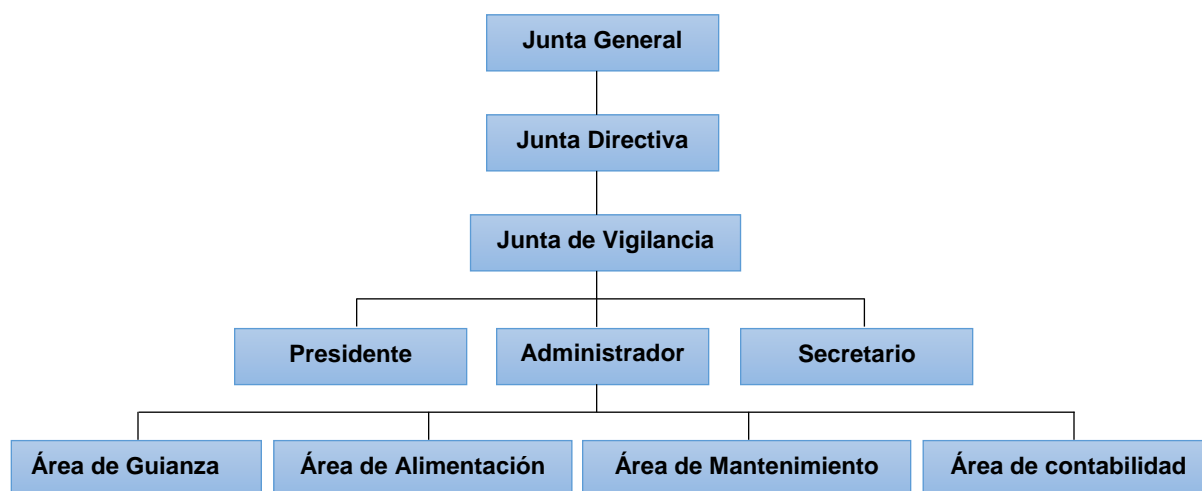 Junta General
Junta Directiva
Junta de Vigilancia
Presidente
Administrador
Secretario
Área de Guianza
Área de Alimentación
Área de Mantenimiento
Área de contabilidad